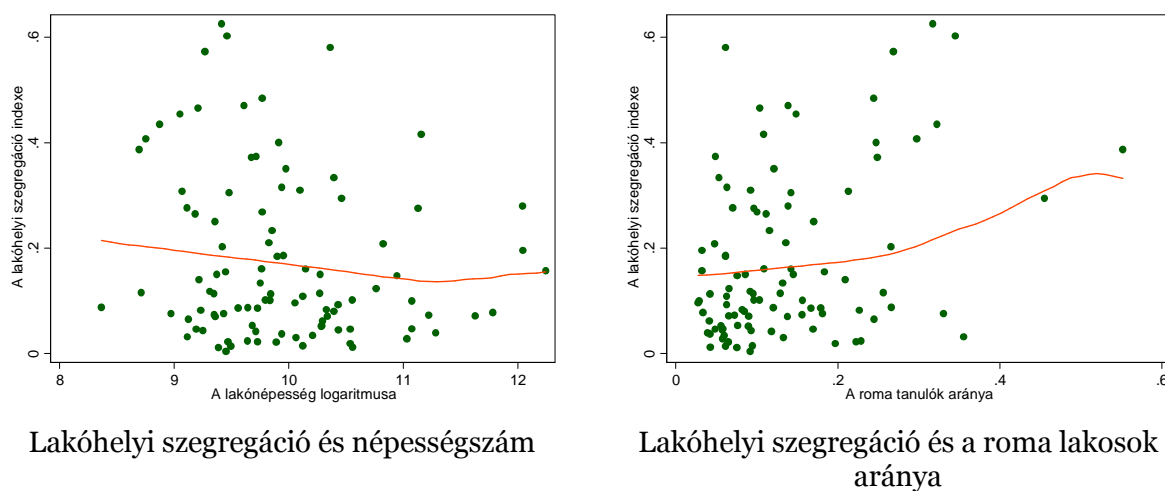 A lakóhelyi szegregáció indexe
.6
.4
.2
0
8
9
10
11
12
A lakónépesség logaritmusa
Lakóhelyi szegregáció és népességszám
A lakóhelyi szegregáció indexe
.6
.4
.2
0
0
.2
.4
.6
A roma tanulók aránya
Lakóhelyi szegregáció és a roma lakosok
aránya